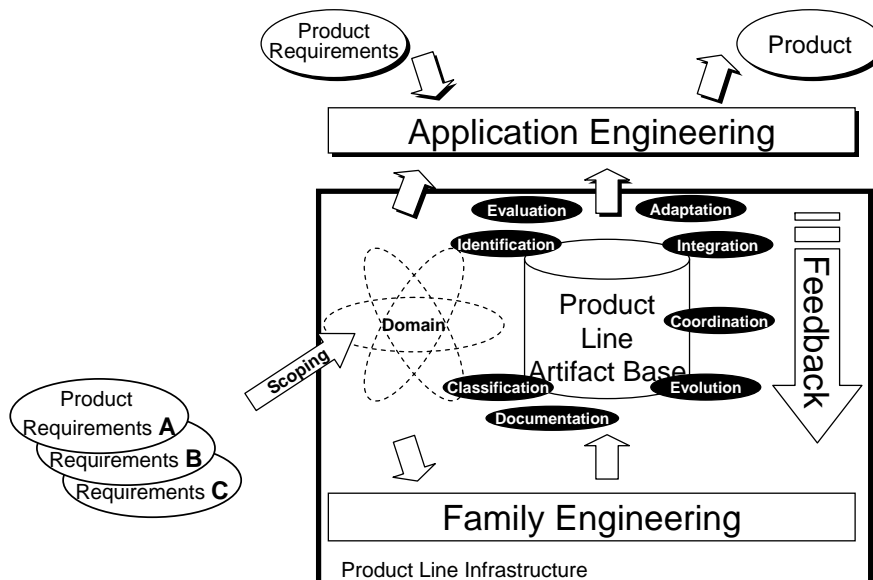 Product
Requirements
Product
Application Engineering
Evaluation
Adaptation
Identification
Integration
Domain
Product
Line
Artifact Base
Coordination
Feedback
Scoping
Classification
Evolution
Documentation
Product
Requirements A
Requirements B
Requirements C
Family Engineering
Product Line Infrastructure